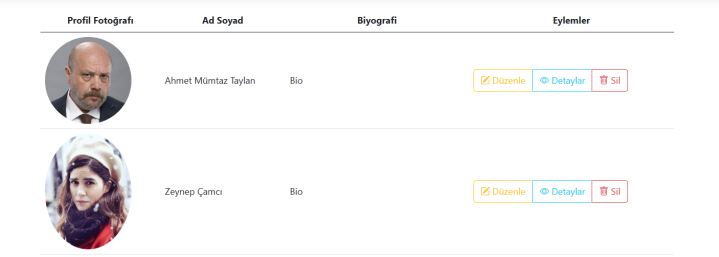 Profil Fotoğrafı Ad Soyad Biyografi Eylemler
Ahmet Mümtaz Taylan Bio Düzenle Detaylar Sil
Zeynep Çamcı Bio Düzenle Detaylar Sil